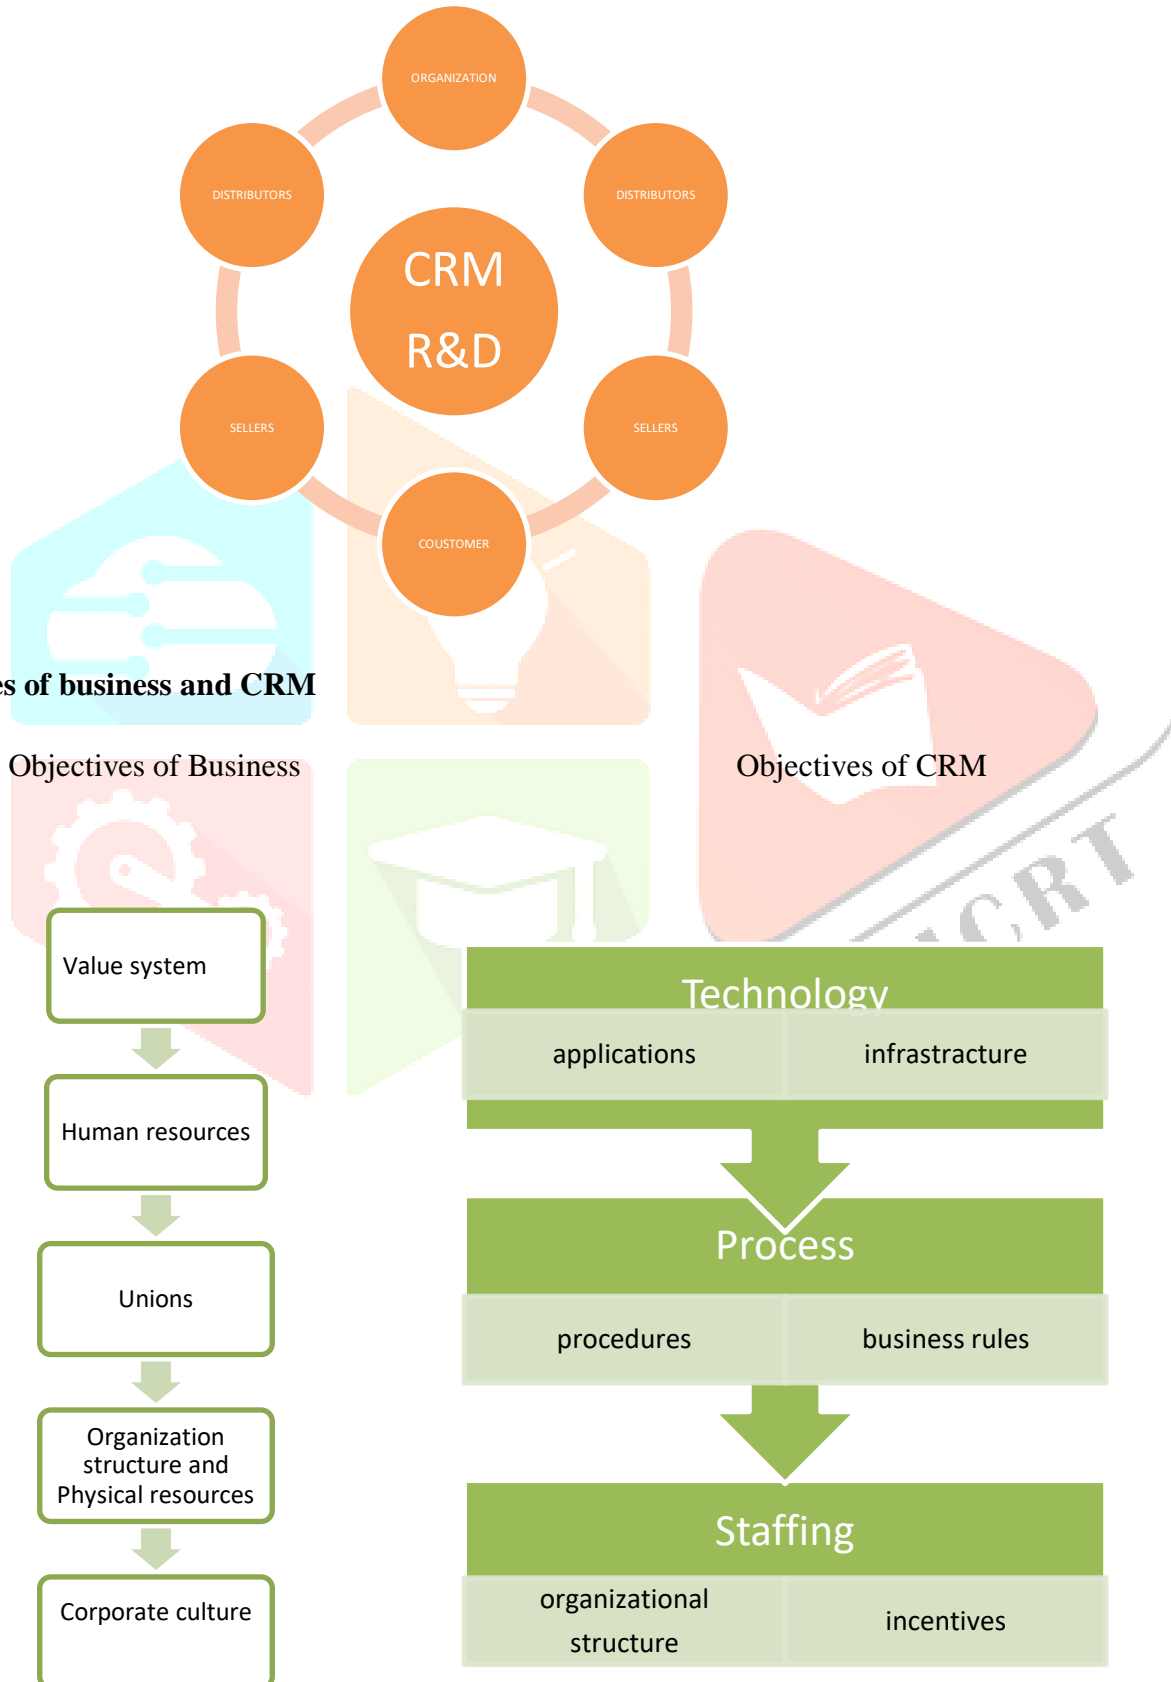 ORGANIZATION
DISTRIBUTORS
DISTRIBUTORS
CRM
R&D
SELLERS
SELLERS
COUSTOMER
es of business and CRM
Objectives of Business
Objectives of CRM
Value system
Human resources
Unions
Organization
structure and
Physical resources
Corporate culture
Technology
applications
infrastracture
Process
procedures
business rules
Staffing
organizational
structure
incentives